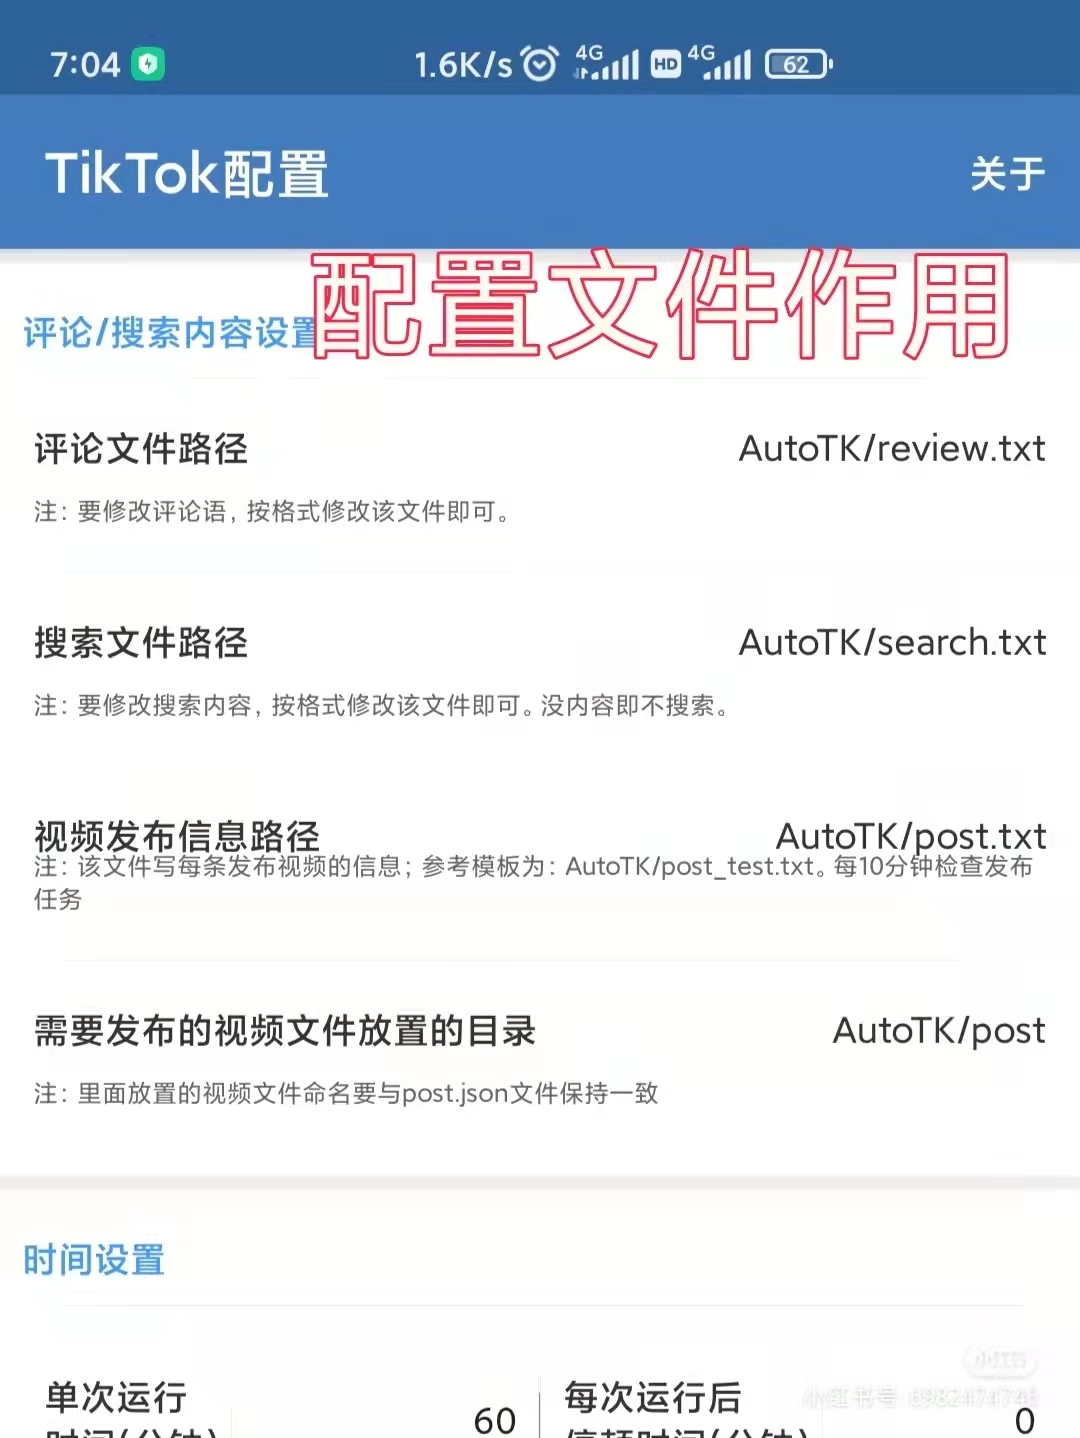 7:04 1.6K/s 4G HD 4G 62
TikTok配置 关于
配置文件作用
评论/搜索内容设置
评论文件路径 AutoTK/review.txt
注：要修改评论语，按格式修改该文件即可。
搜索文件路径 AutoTK/search.txt
注：要修改搜索内容，按格式修改该文件即可。没内容即不搜索。
视频发布信息路径 AutoTK/post.txt
注：该文件写每条发布视频的信息；参考模板为：AutoTK/post_test.txt。每10分钟检查发布
任务
需要发布的视频文件放置的目录 AutoTK/post
注：里面放置的视频文件命名要与post.json文件保持一致
时间设置
小红书
单次运行 每次运行后
小红书号: 6982474746
60 0
时间(分钟) 停顿时间(分钟)